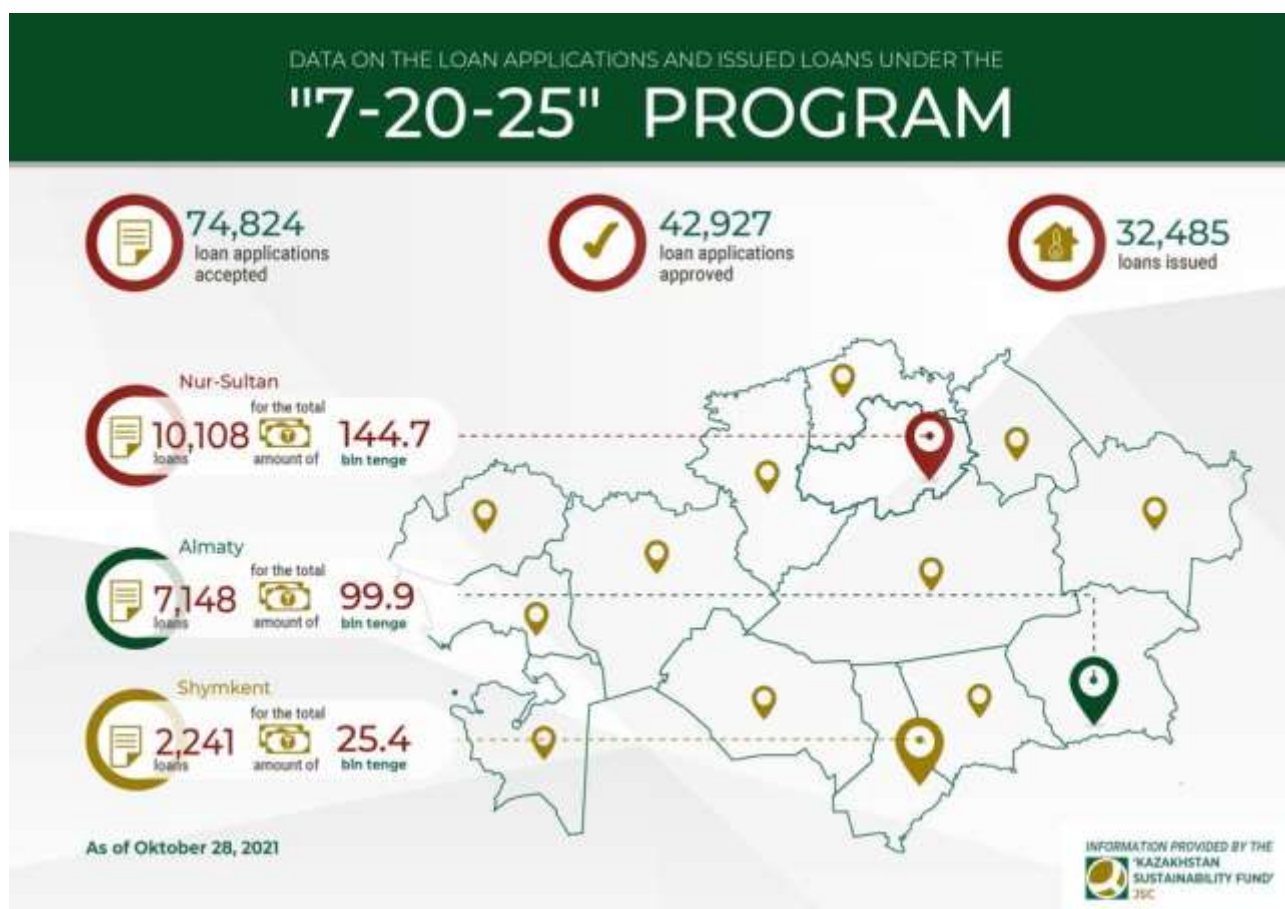 DATA ON THE LOAN APPLICATIONS AND ISSUED LOANS UNDER THE
"7-20-25" PROGRAM
74,824
loan applications
accepted
42,927
loan applications
approved
32,485
loans issued
Nur-Sultan
10,108
loans
for the total
amount of
144.7
bln tenge
Almaty
7,148
loans
for the total
amount of
99.9
bln tenge
Shymkent
2,241
loans
for the total
amount of
25.4
bln tenge
As of Oktober 28, 2021
INFORMATION PROVIDED BY THE
'KAZAKHSTAN
SUSTAINABILITY FUND'
JSC